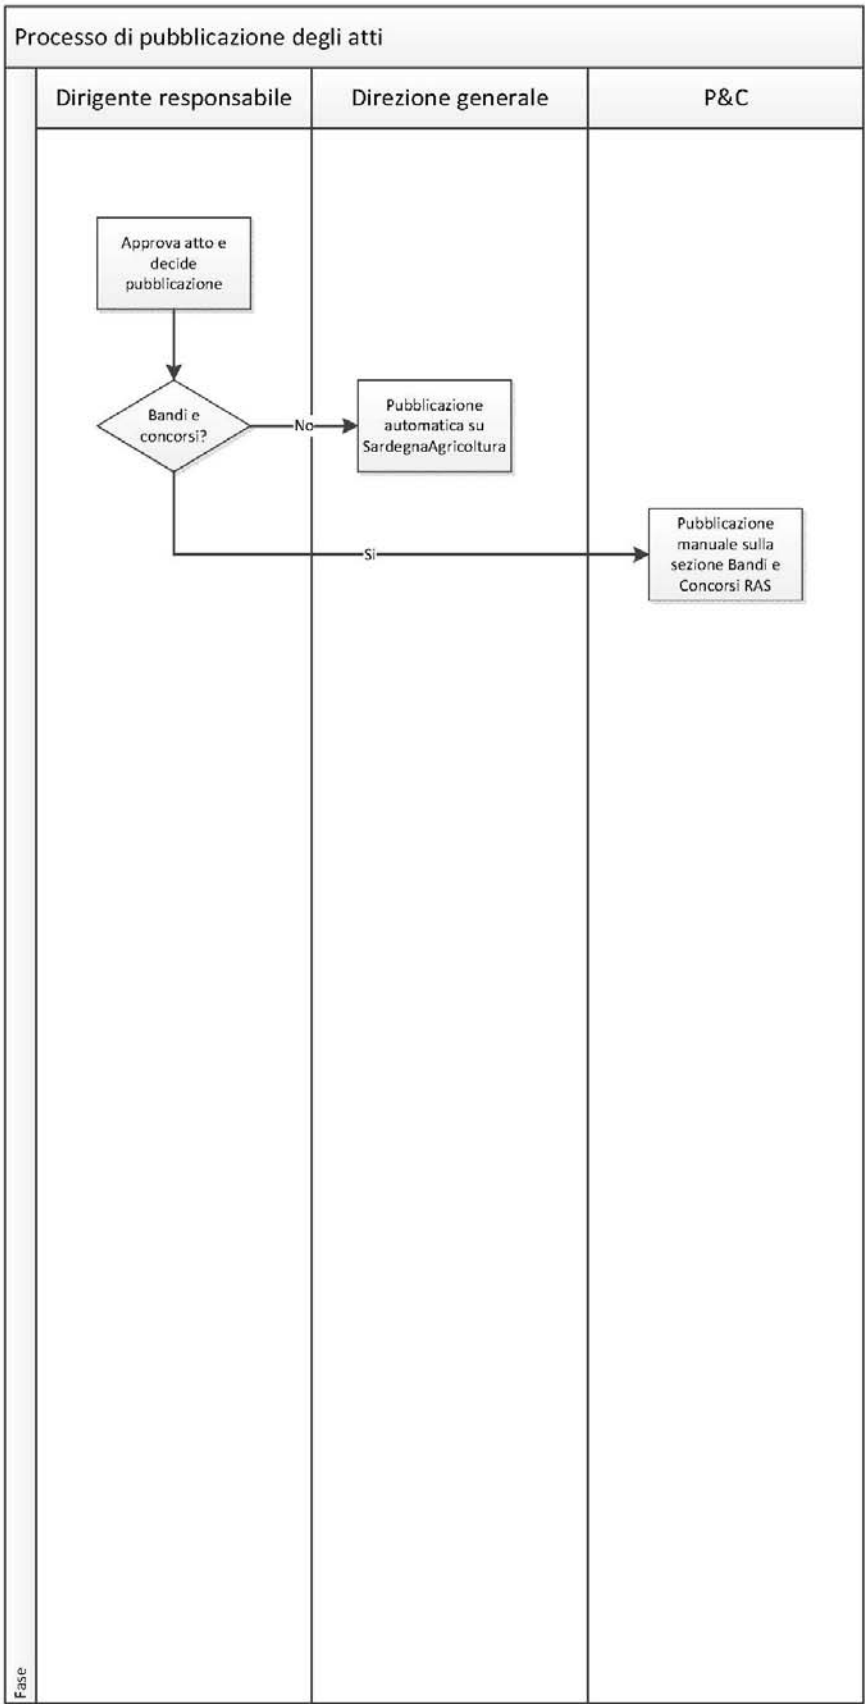 Processo di pubblicazione degli atti
Dirigente responsabile
Direzione generale
P&C
Approva atto e
decide
pubblicazione
Bandi e
concorsi?
No
Pubblicazione
automatica su
SardegnaAgricoltura
Si
Pubblicazione
manuale sulla
sezione Bandi e
Concorsi RAS
Fase